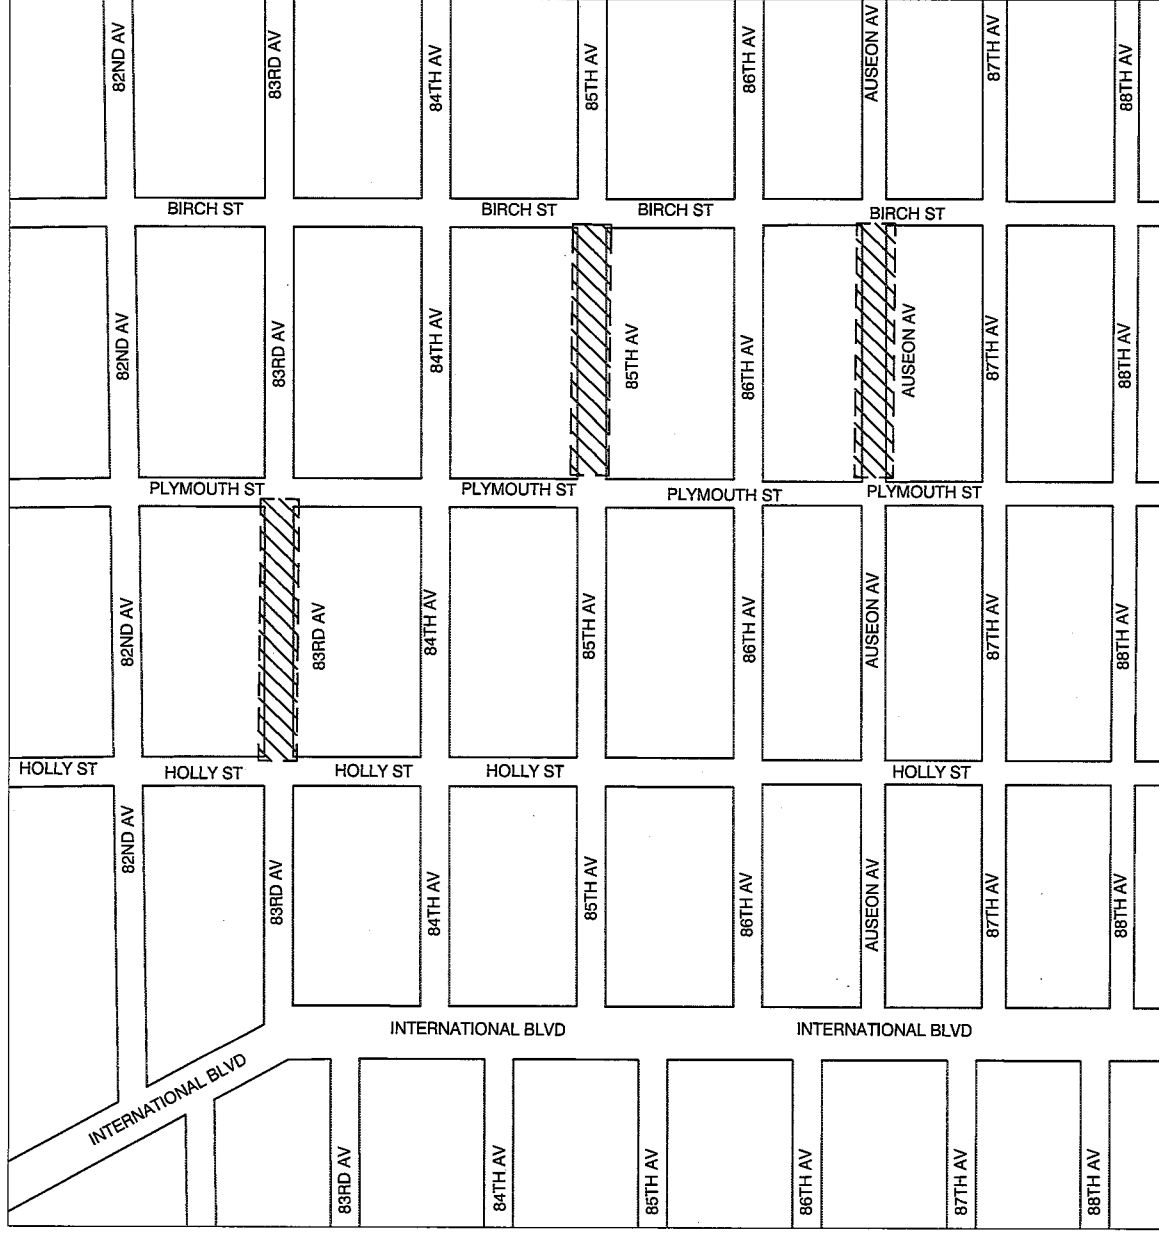 82ND AV
83RD AV
84TH AV
85TH AV
86TH AV
AUSEON AV
87TH AV
88TH AV
BIRCH ST
BIRCH ST
BIRCH ST
BIRCH ST
82ND AV
83RD AV
84TH AV
85TH AV
86TH AV
AUSEON AV
87TH AV
88TH AV
PLYMOUTH ST
PLYMOUTH ST
PLYMOUTH ST
PLYMOUTH ST
82ND AV
83RD AV
84TH AV
85TH AV
86TH AV
AUSEON AV
87TH AV
88TH AV
HOLLY ST
HOLLY ST
HOLLY ST
HOLLY ST
HOLLY ST
82ND AV
83RD AV
84TH AV
85TH AV
86TH AV
AUSEON AV
87TH AV
88TH AV
INTERNATIONAL BLVD
INTERNATIONAL BLVD
INTERNATIONAL BLVD
83RD AV
84TH AV
85TH AV
86TH AV
87TH AV
88TH AV